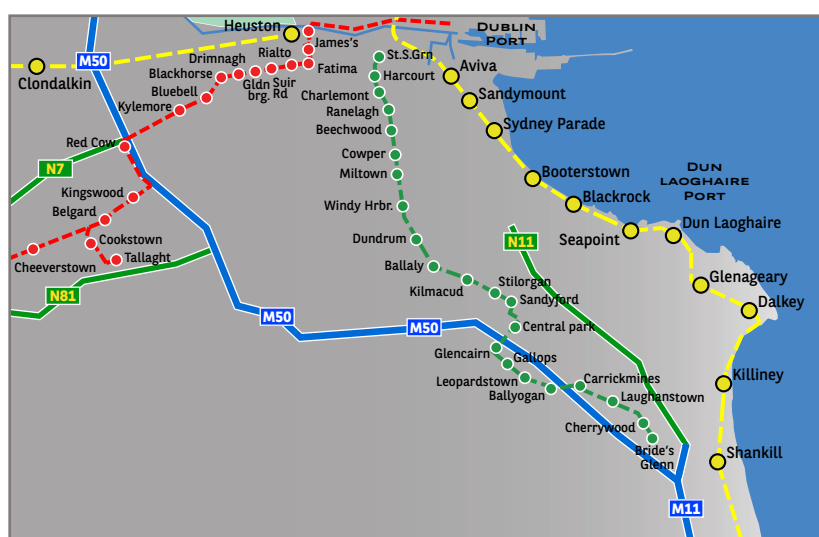 Heuston
DUBLIN
PORT
James's
Rialto
St.S.Grn
Drimnagh
M50
Aviva
Fatima
Blackhorse
Harcourt
Clondalkin
Gldn
brg.
Suir
Rd
Bluebell
Charlemont
Sandymount
Kylemore
Ranelagh
Beechwood
Sydney Parade
Red Cow
Cowper
N7
DUN
LAOGHAIRE
PORT
Booterstown
Miltown
Kingswood
Blackrock
Windy Hrbr.
Belgard
Dun Laoghaire
Seapoint
Dundrum
N11
Cookstown
Tallaght
Cheeverstown
Ballaly
Glenageary
Stilorgan
Kilmacud
N81
Sandyford
Dalkey
M50
M50
Central park
Glencairn
Gallops
Killiney
Leopardstown
Carrickmines
Ballyogan
Laughanstown
Cherrywood
Bride's
Glenn
Shankill
M11